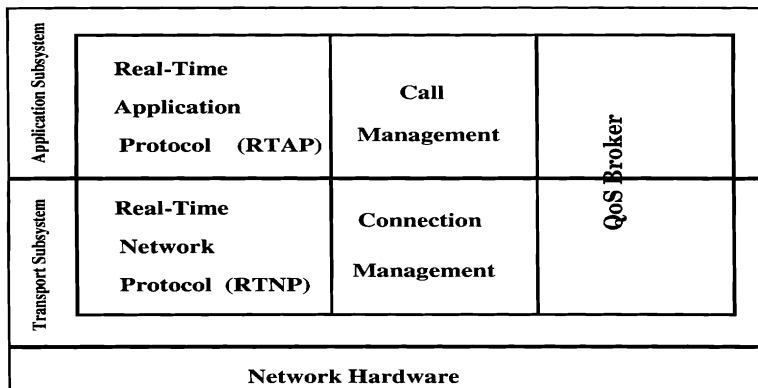 Application Subsystem
Real-Time
Application
Protocol (RTAP)
Call
Management
QoS Broker
Transport Subsystem
Real-Time
Network
Protocol (RTNP)
Connection
Management
Network Hardware